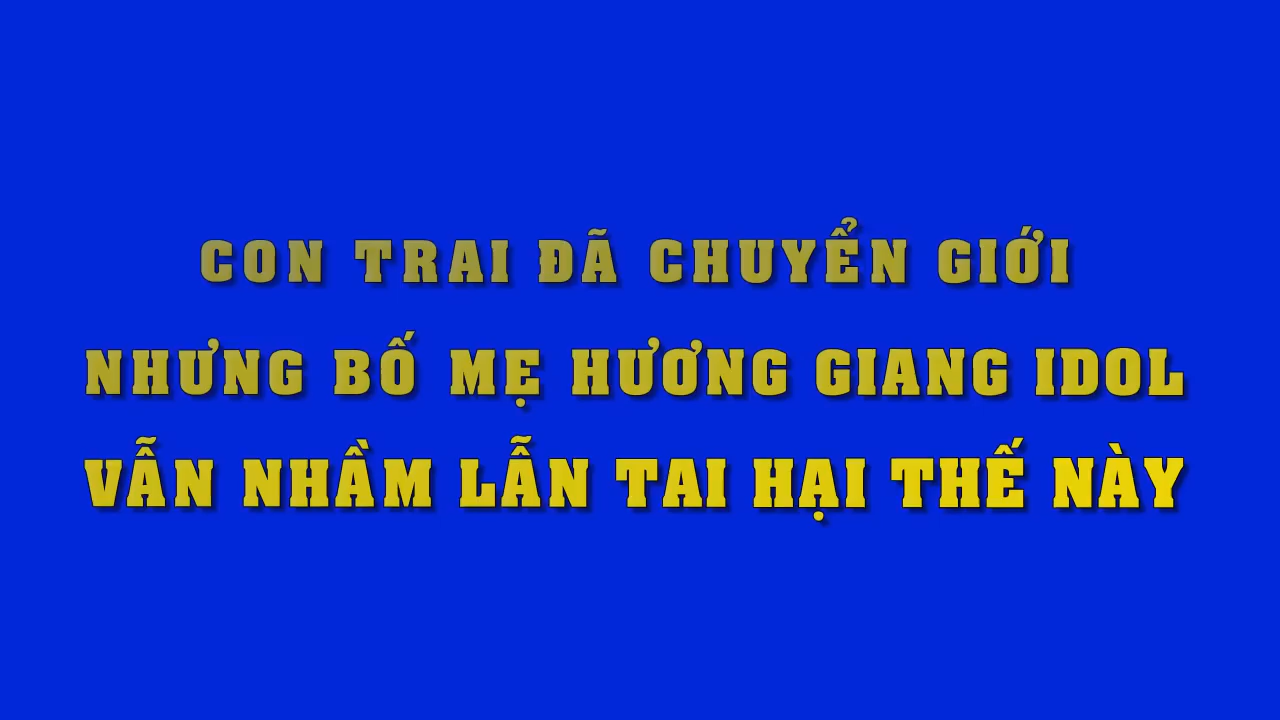 CON TRAI ĐÃ CHUYỂN GIỚI
NHƯNG BỐ MẸ HƯƠNG GIANG IDOL
VẪN NHẦM LẪN TAI HẠI THẾ NÀY